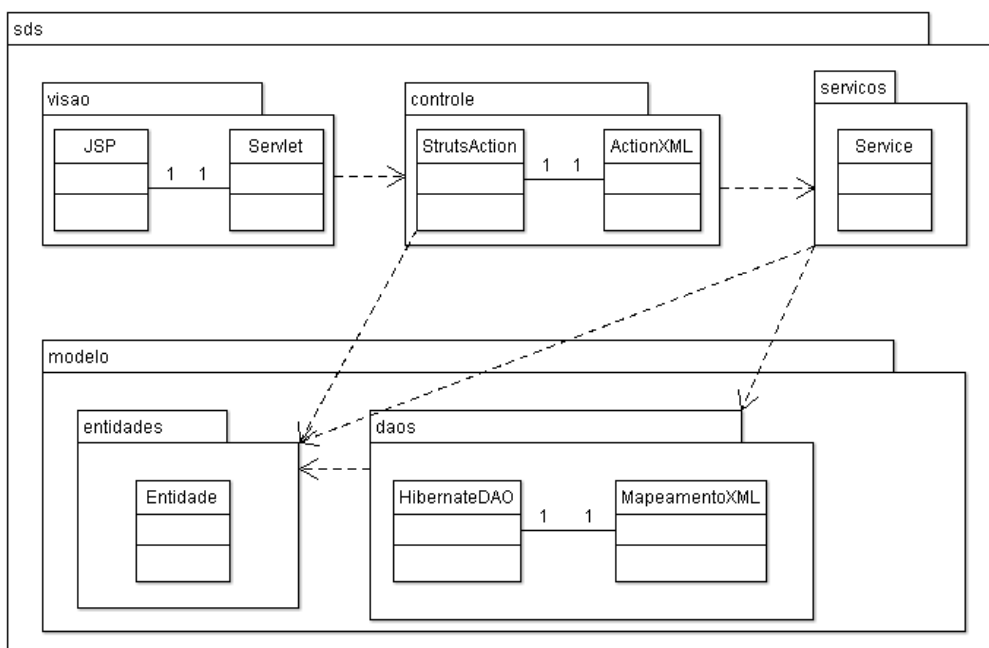 sds
visao
controle
servicos
JSP
1 1
Servlet
StrutsAction
1 1
ActionXML
Service
modelo
entidades
daos
Entidade
HibernateDAO
1 1
MapeamentoXML